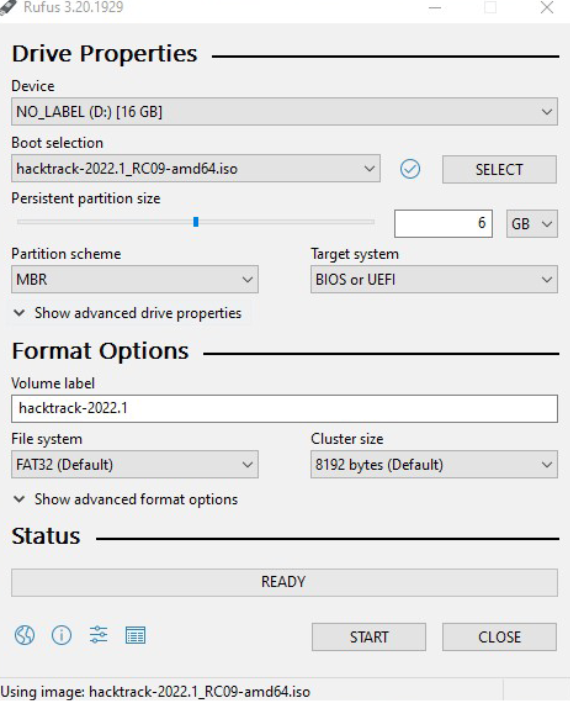 Rufus 3.20.1929
Drive Properties
Device
NO_LABEL (D:) [16 GB]
Boot selection
hacktrack-2022.1_RC09-amd64.iso
SELECT
Persistent partition size
6 GB
Partition scheme Target system
MBR BIOS or UEFI
Show advanced drive properties
Format Options
Volume label
hacktrack-2022.1
File system Cluster size
FAT32 (Default) 8192 bytes (Default)
Show advanced format options
Status
READY
START CLOSE
Using image: hacktrack-2022.1_RC09-amd64.iso